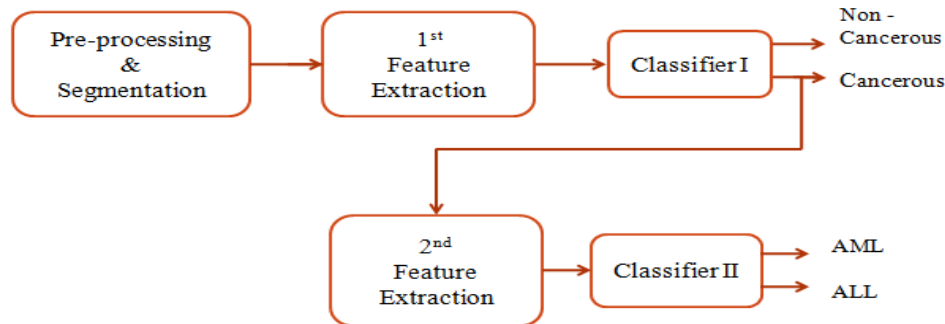 Pre-processing
&
Segmentation
1st
Feature
Extraction
Classifier I
Non -
Cancerous
Cancerous
2nd
Feature
Extraction
Classifier II
AML
ALL